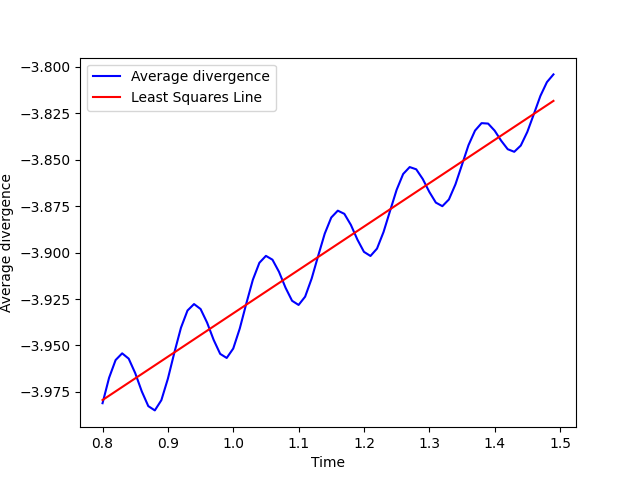 Average divergence
Least Squares Line
Average divergence
−3.800
−3.825
−3.850
−3.875
−3.900
−3.925
−3.950
−3.975
0.8 0.9 1.0 1.1 1.2 1.3 1.4 1.5
Time